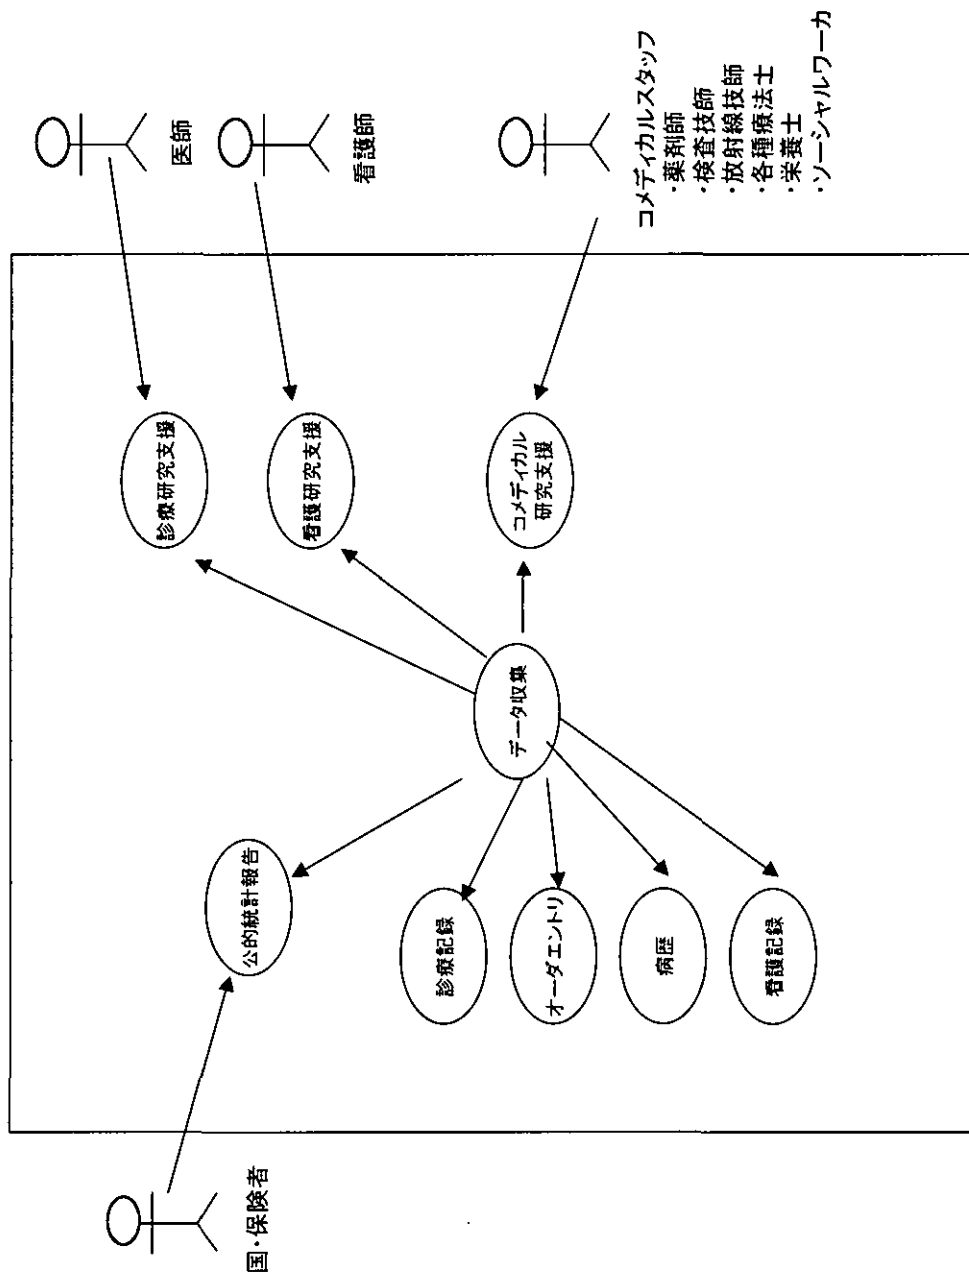 国・保険者
公的統計報告
診療記録
オーダエントリ
病歴
看護記録
データ収集
診療研究支援
看護研究支援
コメディカル
研究支援
医師
看護師
コメディカルスタッフ
・薬剤師
・検査技師
・放射線技師
・各種療法士
・栄養士
・ソーシャルワーカ